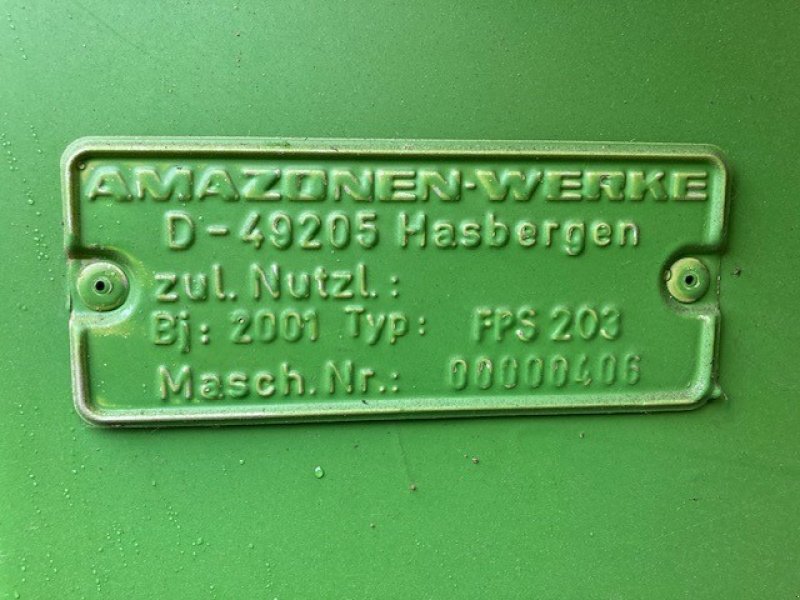 AMAZONEN-WERKE
D-49205 Hasbergen
zul. Nutzl.:
Bj: 2001 Typ: FPS 203
Masch.Nr.: 00000406